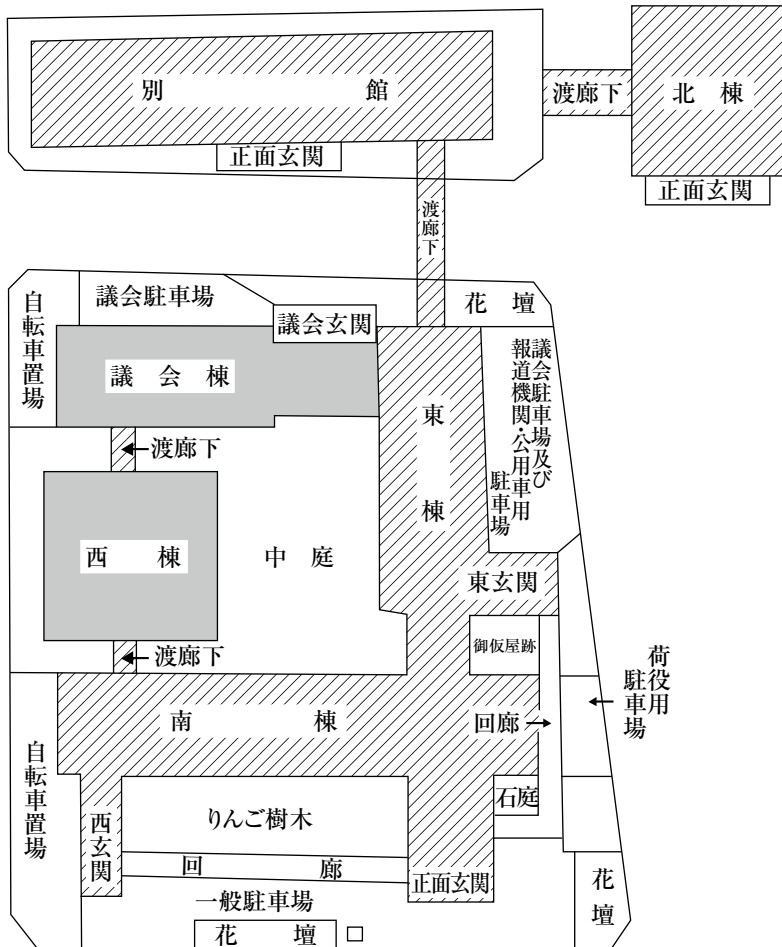 別館
渡廊下
北棟
正面玄関
正面玄関
渡廊下
自転車置場
議会駐車場
議会玄関
花壇
議会棟
東棟
議会駐車場及び
報道機関・公用車用
駐車場
渡廊下
西棟
中庭
東玄関
御仮屋跡
渡廊下
荷役用
駐車場
南棟
回廊
自転車置場
石庭
西玄関
りんご樹木
回廊
正面玄関
花壇
一般駐車場
花壇